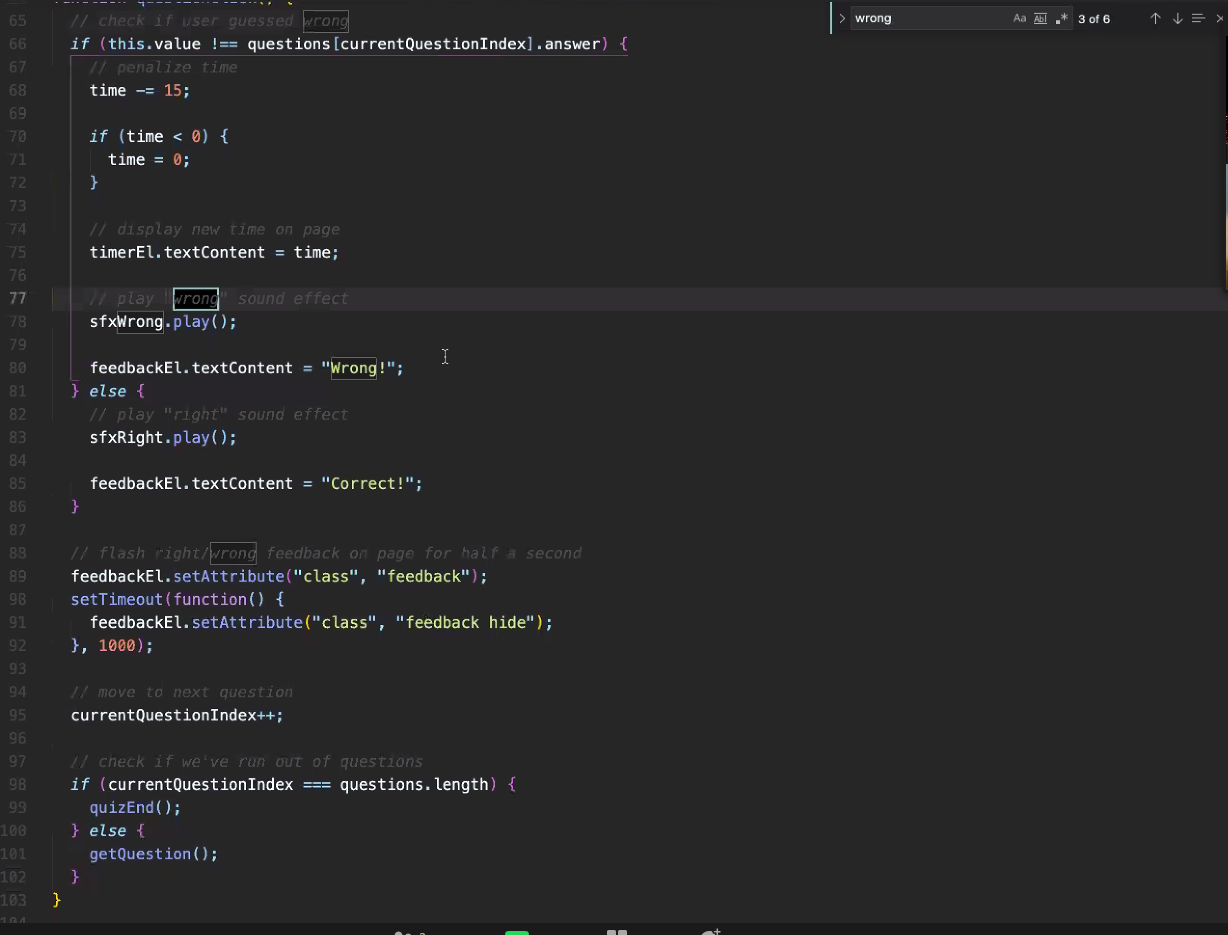 wrong
3 of 6
65 // check if user guessed wrong
66 if (this.value !== questions[currentQuestionIndex].answer) {
67 // penalize time
68 time -= 15;
69
70 if (time < 0) {
71 time = 0;
72 }
73
74 // display new time on page
75 timerEl.textContent = time;
76
77 // play "wrong" sound effect
78 sfxWrong.play();
79
80 feedbackEl.textContent = "Wrong!";
81 } else {
82 // play "right" sound effect
83 sfxRight.play();
84
85 feedbackEl.textContent = "Correct!";
86 }
87
88 // flash right/wrong feedback on page for half a second
89 feedbackEl.setAttribute("class", "feedback");
90 setTimeout(function() {
91 feedbackEl.setAttribute("class", "feedback hide");
92 }, 1000);
93
94 // move to next question
95 currentQuestionIndex++;
96
97 // check if we've run out of questions
98 if (currentQuestionIndex === questions.length) {
99 quizEnd();
100 } else {
101 getQuestion();
102 }
103 }